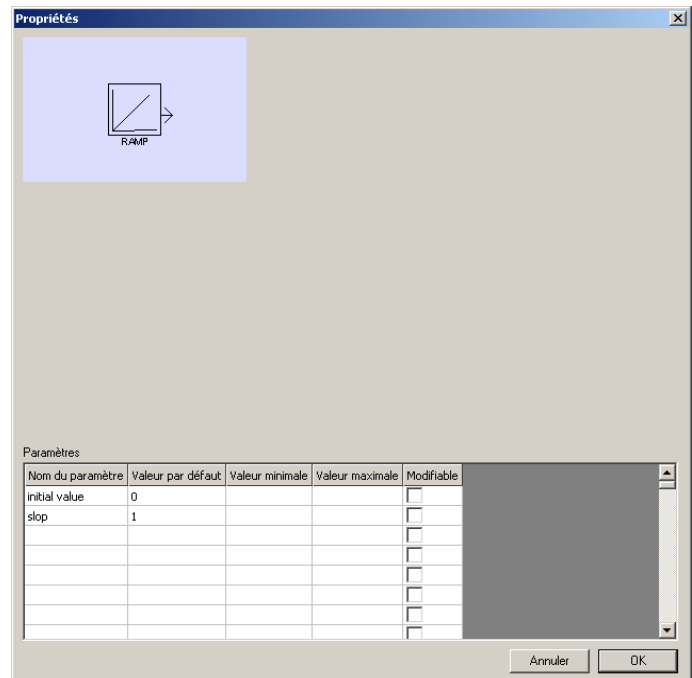 Propriétés
RAMP
Paramètres
Nom du paramètre Valeur par défaut Valeur minimale Valeur maximale Modifiable
initial value 0
slop 1
Annuler OK